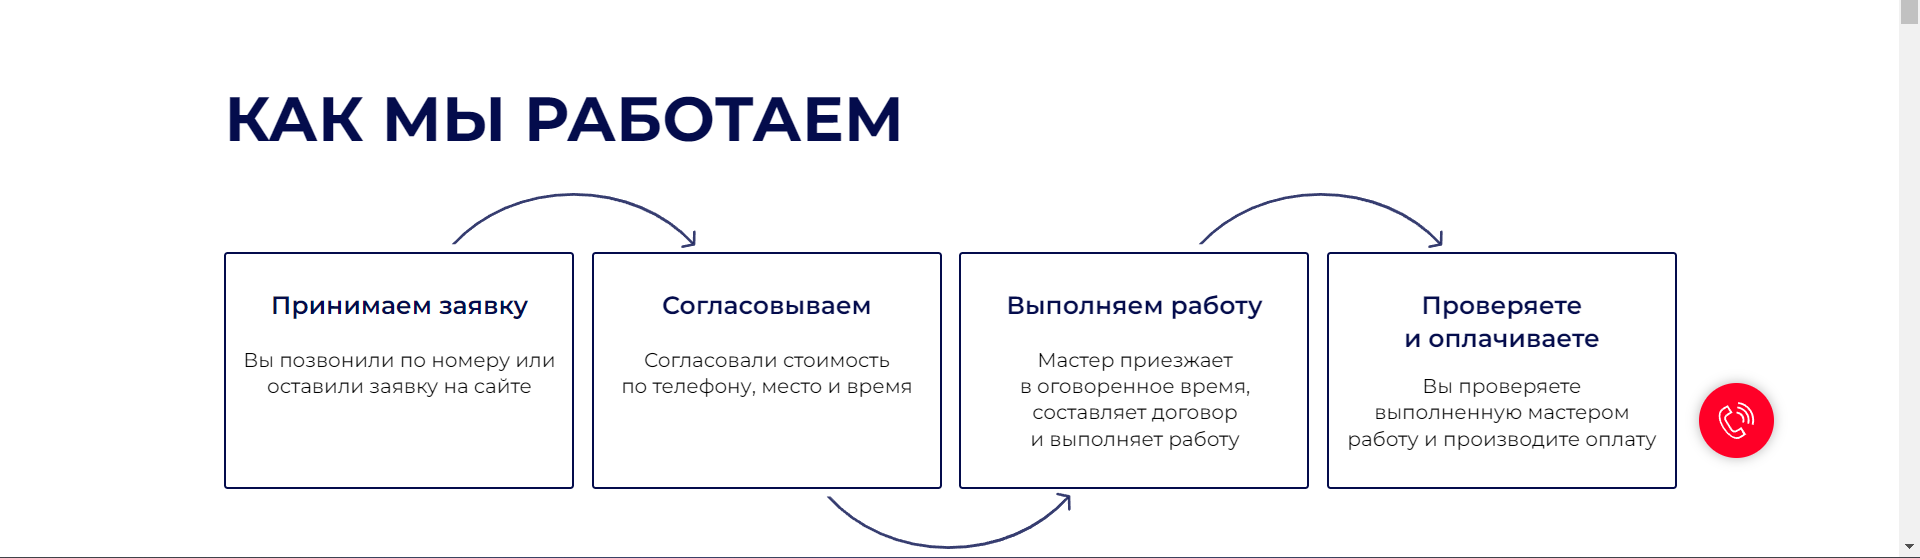 КАК МЫ РАБОТАЕМ
Принимаем заявку
Вы позвонили по номеру или
оставили заявку на сайте
Согласовываем
Согласовали стоимость
по телефону, место и время
Выполняем работу
Мастер приезжает
в оговоренное время,
составляет договор
и выполняет работу
Проверяете
и оплачиваете
Вы проверяете
выполненную мастером
работу и производите оплату